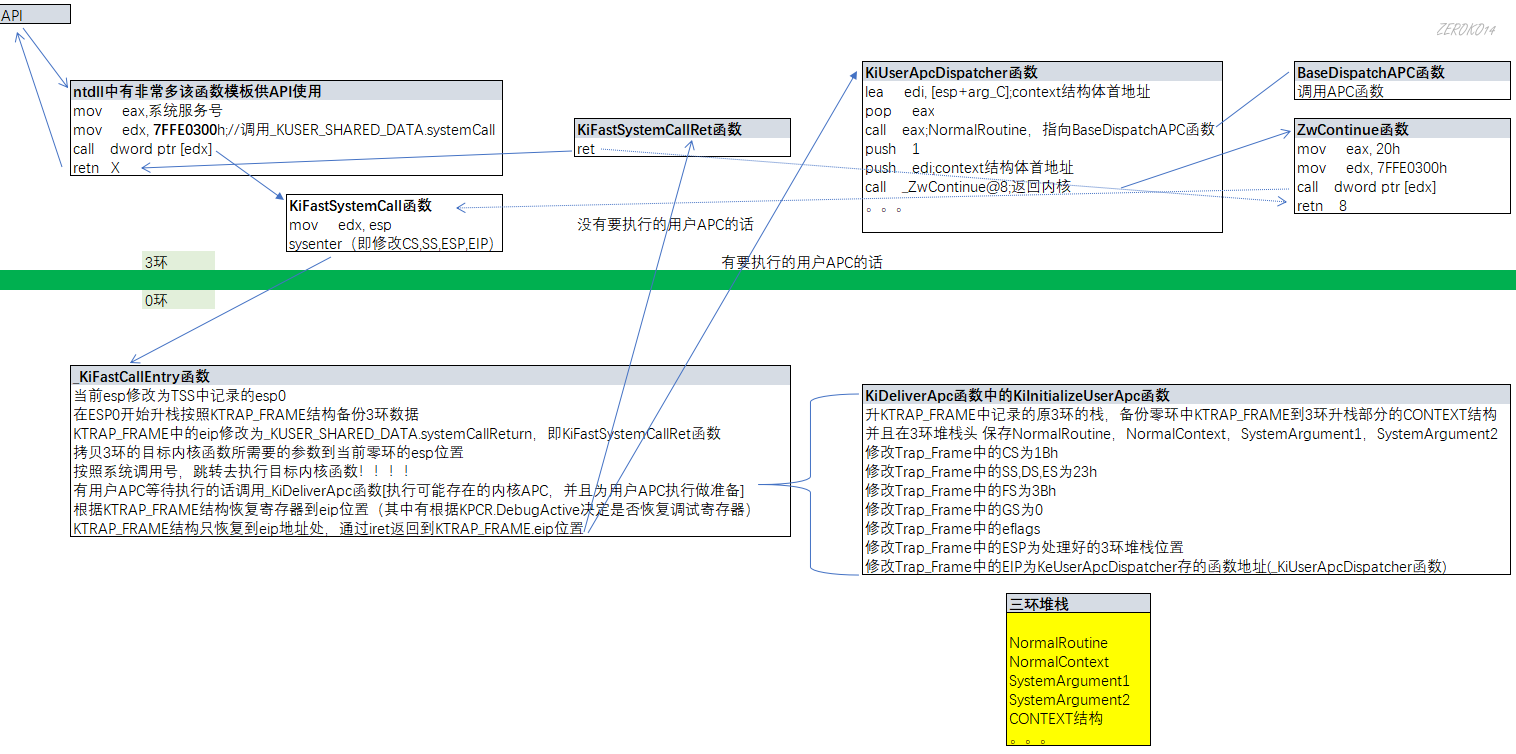 API
ZEROKO14
ntdll中有非常多该函数模板供API使用
mov eax,系统服务号
mov edx, 7FFE0300h;//调用_KUSER_SHARED_DATA.systemCall
call dword ptr [edx]
retn X
KiFastSystemCall函数
mov edx, esp
sysenter（即修改CS,SS,ESP,EIP）
KiFastSystemCallRet函数
ret
KiUserApcDispatcher函数
lea edi, [esp+arg_C];context结构体首地址
pop eax
call eax;NormalRoutine，指向BaseDispatchAPC函数
push 1
push edi;context结构体首地址
call _ZwContinue@8;返回内核
。。。
BaseDispatchAPC函数
调用APC函数
ZwContinue函数
mov eax, 20h
mov edx, 7FFE0300h
call dword ptr [edx]
retn 8
没有要执行的用户APC的话
有要执行的用户APC的话
3环
0环
_KiFastCallEntry函数
当前esp修改为TSS中记录的esp0
在ESP0开始升栈按照KTRAP_FRAME结构备份3环数据
KTRAP_FRAME中的eip修改为_KUSER_SHARED_DATA.systemCallReturn，即KiFastSystemCallRet函数
拷贝3环的目标内核函数所需要的参数到当前零环的esp位置
按照系统调用号，跳转去执行目标内核函数！！！！
有用户APC等待执行的话调用_KiDeliverApc函数[执行可能存在的内核APC，并且为用户APC执行做准备]
根据KTRAP_FRAME结构恢复寄存器到eip位置（其中有根据KPCR.DebugActive决定是否恢复调试寄存器）
KTRAP_FRAME结构只恢复到eip地址处，通过iret返回到KTRAP_FRAME.eip位置
KiDeliverApc函数中的KiInitializeUserApc函数
升KTRAP_FRAME中记录的原3环的栈，备份零环中KTRAP_FRAME到3环升栈部分的CONTEXT结构
并且在3环堆栈头 保存NormalRoutine，NormalContext，SystemArgument1，SystemArgument2
修改Trap_Frame中的CS为1Bh
修改Trap_Frame中的SS,DS,ES为23h
修改Trap_Frame中的FS为3Bh
修改Trap_Frame中的GS为0
修改Trap_Frame中的eflags
修改Trap_Frame中的ESP为处理好的3环堆栈位置
修改Trap_Frame中的EIP为KeUserApcDispatcher存的函数地址(_KiUserApcDispatcher函数)
三环堆栈
NormalRoutine
NormalContext
SystemArgument1
SystemArgument2
CONTEXT结构
。。。